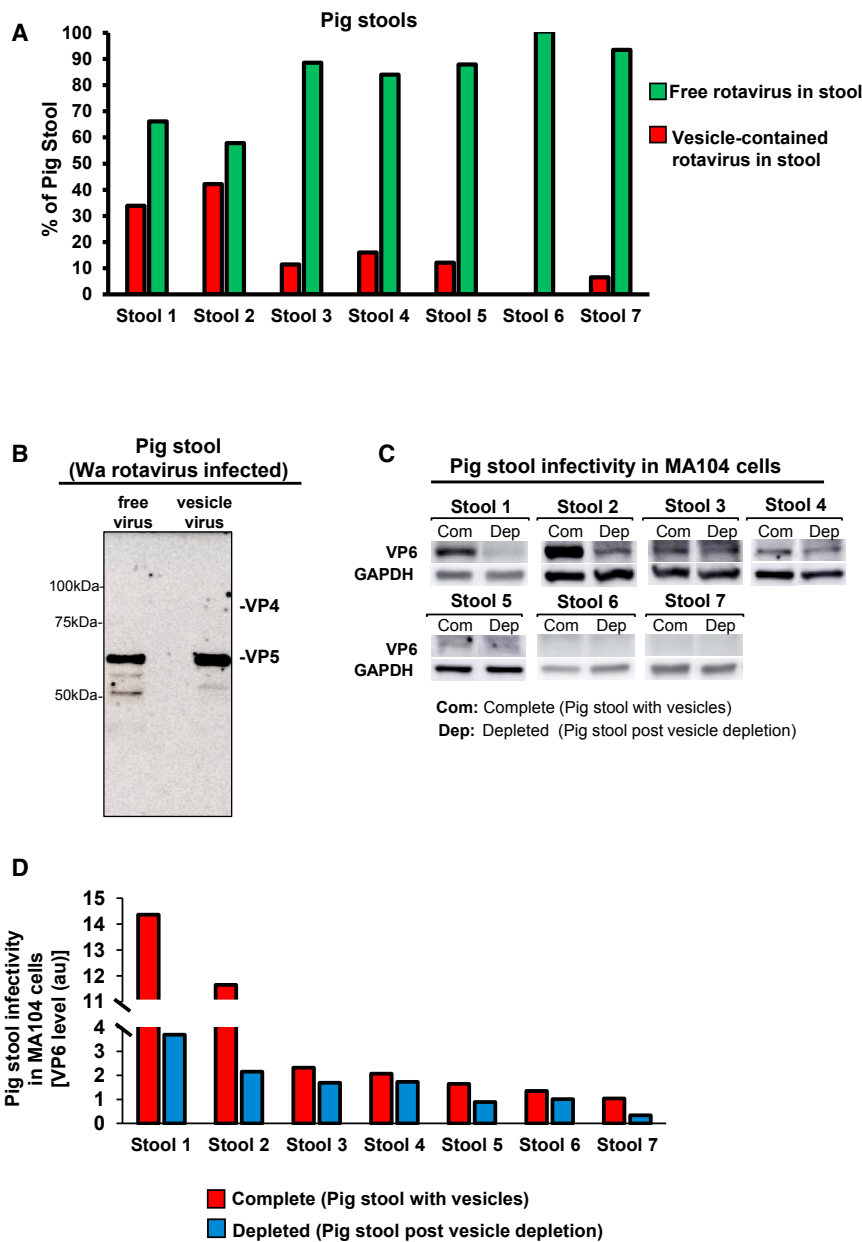 A
Pig stools
% of Pig Stool
100
90
80
70
60
50
40
30
20
10
0
Stool 1 Stool 2 Stool 3 Stool 4 Stool 5 Stool 6 Stool 7
Free rotavirus in stool
Vesicle-contained
rotavirus in stool
B
Pig stool
(Wa rotavirus infected)
free vesicle
virus virus
100kDa-
75kDa-
50kDa-
-VP4
-VP5
C
Pig stool infectivity in MA104 cells
Stool 1 Stool 2 Stool 3 Stool 4
Com Dep Com Dep Com Dep Com Dep
VP6
GAPDH
Stool 5 Stool 6 Stool 7
Com Dep Com Dep Com Dep
VP6
GAPDH
Com: Complete (Pig stool with vesicles)
Dep: Depleted (Pig stool post vesicle depletion)
D
Pig stool infectivity
in MA104 cells
[VP6 level (au)]
15
14
13
12
11
4
3
2
1
0
Stool 1 Stool 2 Stool 3 Stool 4 Stool 5 Stool 6 Stool 7
Complete (Pig stool with vesicles)
Depleted (Pig stool post vesicle depletion)